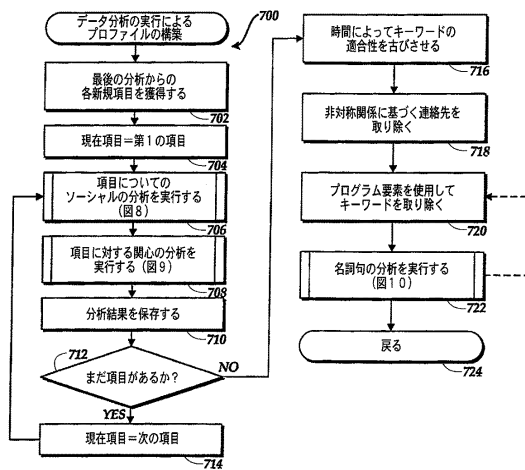 データ分析の実行による
プロファイルの構築
700
最後の分析からの
各新規項目を獲得する
702
現在項目＝第1の項目
704
項目についての
ソーシャルの分析を実行する
(図8)
706
項目に対する関心の分析を
実行する（図9）
708
分析結果を保存する
710
712
まだ項目があるか？
NO
YES
現在項目＝次の項目
714
時間によってキーワードの
適合性を古びさせる
716
非対称関係に基づく連絡先を
取り除く
718
プログラム要素を使用して
キーワードを取り除く
720
名詞句の分析を実行する
(図10)
722
戻る
724